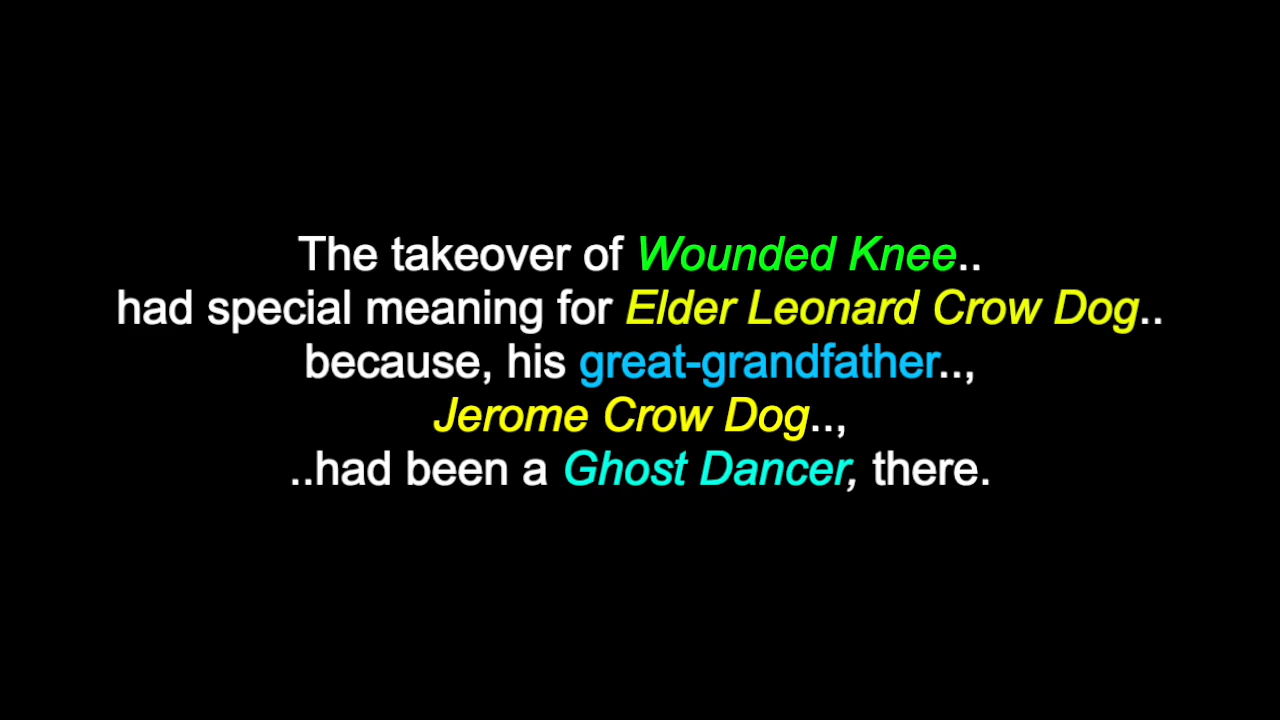 The takeover of Wounded Knee..
had special meaning for Elder Leonard Crow Dog..
because, his great-grandfather..,
Jerome Crow Dog..,
..had been a Ghost Dancer, there.